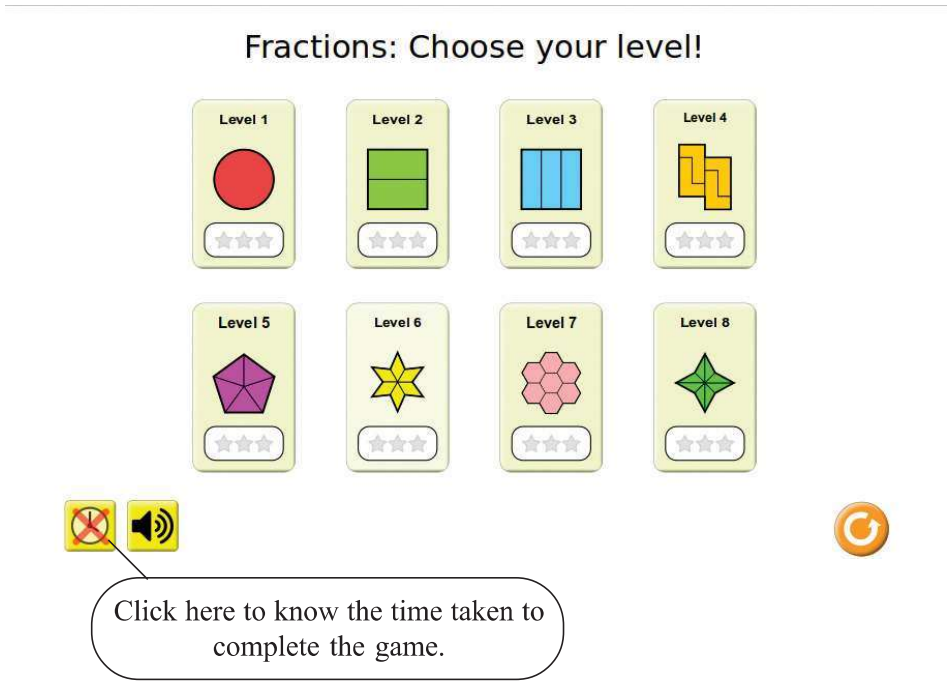 Fractions: Choose your level!
Level 1
Level 2
Level 3
Level 4
Level 5
Level 6
Level 7
Level 8
Click here to know the time taken to
complete the game.